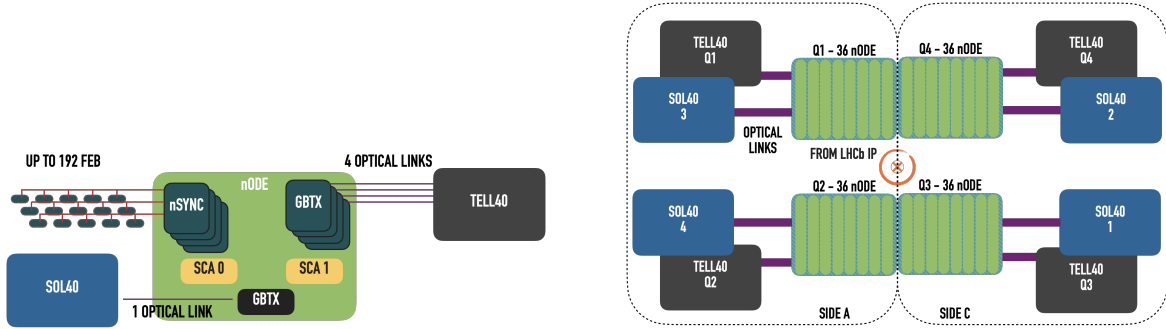 UP TO 192 FEB
nODE
4 OPTICAL LINKS
nSYNC
GBTX
TELL40
SCA 0
SCA 1
SOL40
GBTX
1 OPTICAL LINK
TELL40
Q1
Q1 – 36 nODE
Q4 – 36 nODE
TELL40
Q4
SOL40
3
SOL40
2
OPTICAL
LINKS
FROM LHCb IP
Q2 – 36 nODE
Q3 – 36 nODE
SOL40
4
SOL40
1
TELL40
Q2
TELL40
Q3
SIDE A
SIDE C